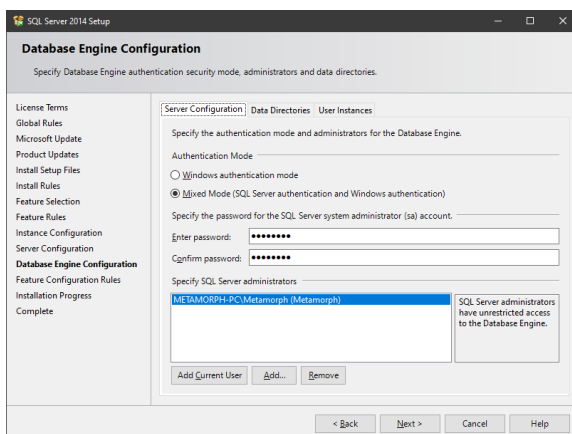 SQL Server 2014 Setup
Database Engine Configuration
Specify Database Engine authentication security mode, administrators and data directories.
License Terms
Global Rules
Microsoft Update
Product Updates
Install Setup Files
Install Rules
Feature Selection
Feature Rules
Instance Configuration
Server Configuration
Database Engine Configuration
Feature Configuration Rules
Installation Progress
Complete
Server Configuration Data Directories User Instances
Specify the authentication mode and administrators for the Database Engine.
Authentication Mode
Windows authentication mode
Mixed Mode (SQL Server authentication and Windows authentication)
Specify the password for the SQL Server system administrator (sa) account.
Enter password: ●●●●●●●●
Confirm password: ●●●●●●●●
Specify SQL Server administrators
METAMORPH-PC\Metamorph (Metamorph)
SQL Server administrators
have unrestricted access
to the Database Engine.
Add Current User Add... Remove
< Back Next > Cancel Help